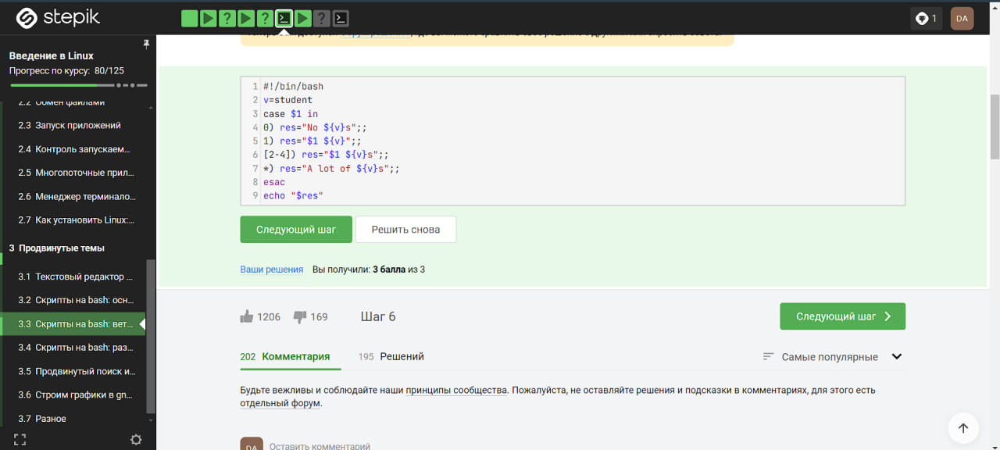 stepik
1
DA
Введение в Linux
Прогресс по курсу: 80/125
2.2 Обмен файлами
2.3 Запуск приложений
2.4 Контроль запускаем...
2.5 Многопоточные прил...
2.6 Менеджер терминало...
2.7 Как установить Linux:...
3 Продвинутые темы
3.1 Текстовый редактор ...
3.2 Скрипты на bash: осн...
3.3 Скрипты на bash: вет...
3.4 Скрипты на bash: раз...
3.5 Продвинутый поиск и...
3.6 Строим графики в gn...
3.7 Разное
1 #!/bin/bash
2 v=student
3 case $1 in
4 0) res="No ${v}s";;
5 1) res="$1 ${v}";;
6 [2-4]) res="$1 ${v}s";;
7 *) res="A lot of ${v}s";;
8 esac
9 echo "$res"
Следующий шаг
Решить снова
Ваши решения Вы получили: 3 балла из 3
1206 169 Шаг 6
Следующий шаг
202 Комментария 195 Решений
Самые популярные
Будьте вежливы и соблюдайте наши принципы сообщества. Пожалуйста, не оставляйте решения и подсказки в комментариях, для этого есть
отдельный форум.
DA
Оставить комментарий